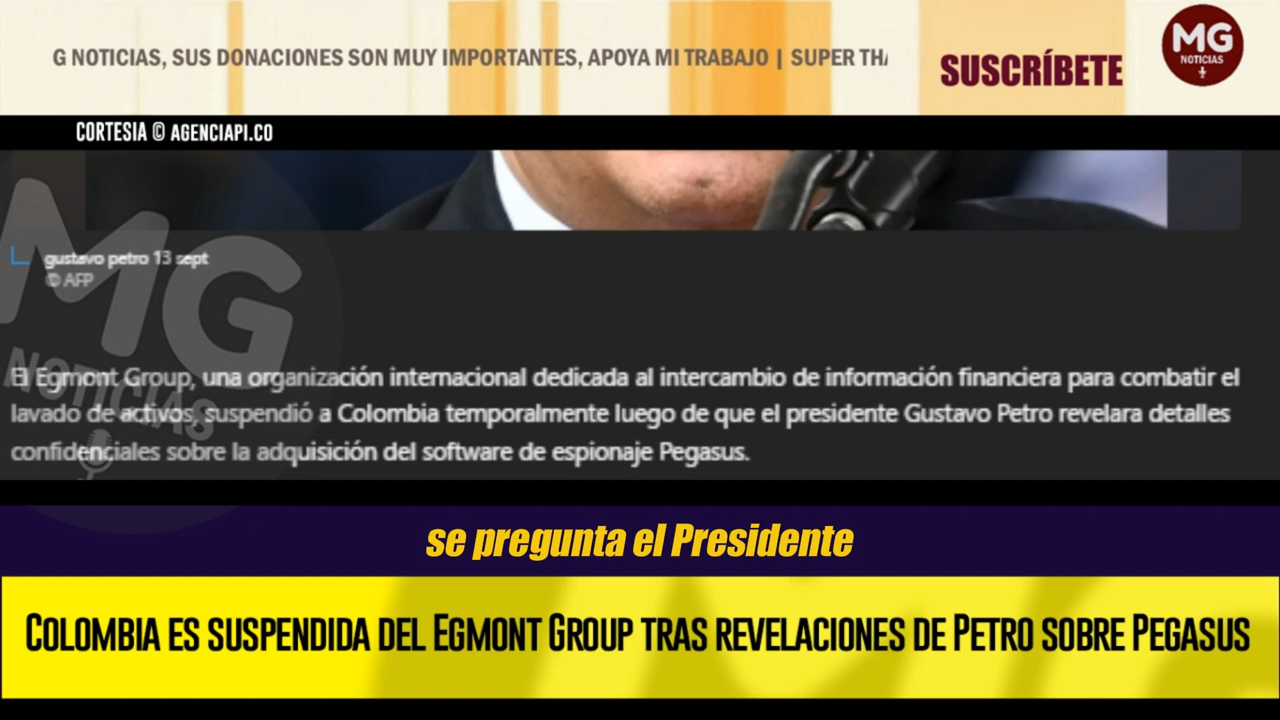 G NOTICIAS, SUS DONACIONES SON MUY IMPORTANTES, APOYA MI TRABAJO | SUPER THA
SUSCRÍBETE
MG
NOTICIAS
CORTESIA © AGENCIAPI.CO
MG
NOTICIAS
gustavo petro 13 sept
© AFP
El Egmont Group, una organización internacional dedicada al intercambio de información financiera para combatir el
lavado de activos, suspendió a Colombia temporalmente luego de que el presidente Gustavo Petro revelara detalles
confidenciales sobre la adquisición del software de espionaje Pegasus.
se pregunta el Presidente
COLOMBIA ES SUSPENDIDA DEL EGMONT GROUP TRAS REVELACIONES DE PETRO SOBRE PEGASUS